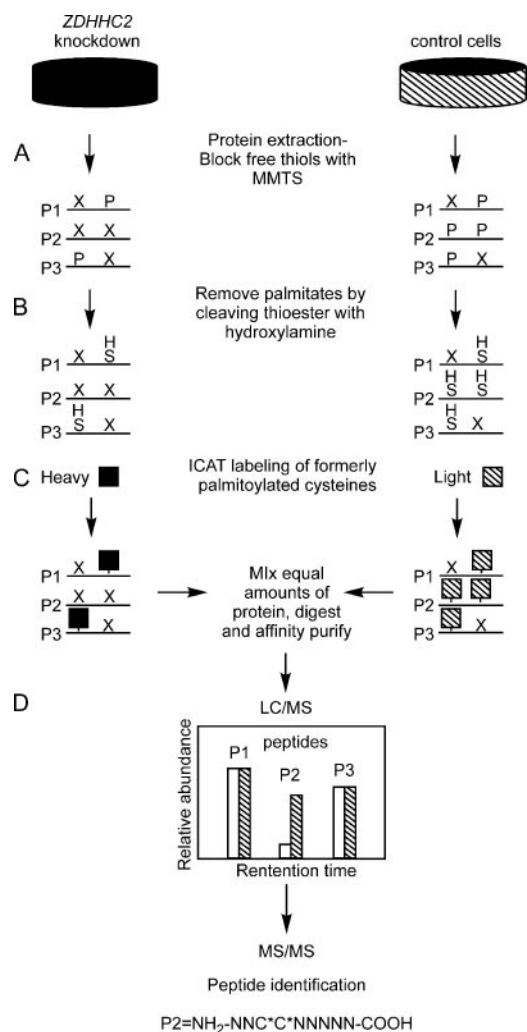 ZDHHC2
knockdown
control cells
A
Protein extraction-
Block free thiols with
MMTS
X P
P1
X X
P2
P X
P3
X P
P1
P P
P2
P X
P3
B
Remove palmitates by
cleaving thioester with
hydroxylamine
H
X S
P1
X X
P2
H
S X
P3
H
X S
P1
H H
S S
P2
H
S X
P3
C
Heavy
ICAT labeling of formerly
palmitoylated cysteines
Light
X
P1
X X
P2
X
P3
MIx equal
amounts of
protein, digest
and affinity purify
X
P1
P2
X
P3
D
LC/MS
Relative abundance
peptides
P1
P2
P3
Rentention time
MS/MS
Peptide identification
P2=NH2-NNC*C*NNNNN-COOH